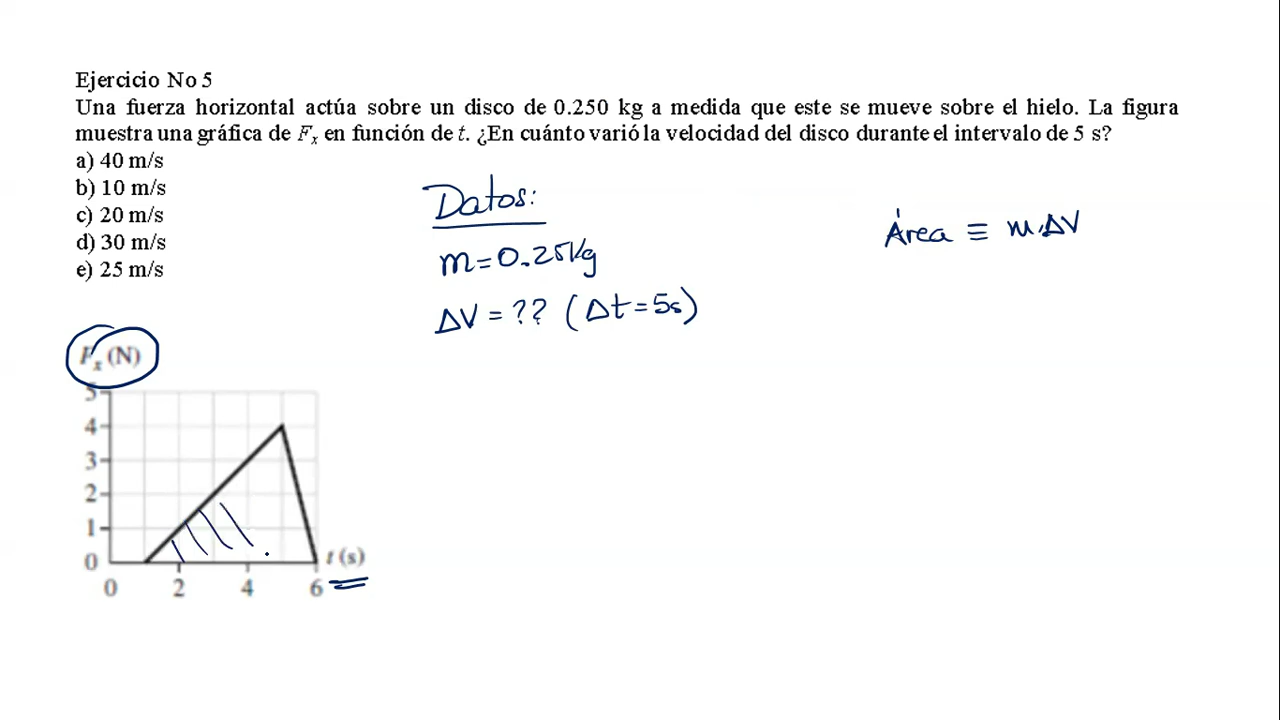 Ejercicio No 5
Una fuerza horizontal actúa sobre un disco de 0.250 kg a medida que este se mueve sobre el hielo. La figura
muestra una gráfica de Fₓ en función de t. ¿En cuánto varió la velocidad del disco durante el intervalo de 5 s?
a) 40 m/s
b) 10 m/s
c) 20 m/s
d) 30 m/s
e) 25 m/s
Datos:
m=0.25Kg
ΔV = ?? (Δt=5s)
Área ≡ m.ΔV
Fₓ (N)
5
4
3
2
1
0
t (s)
0 2 4 6